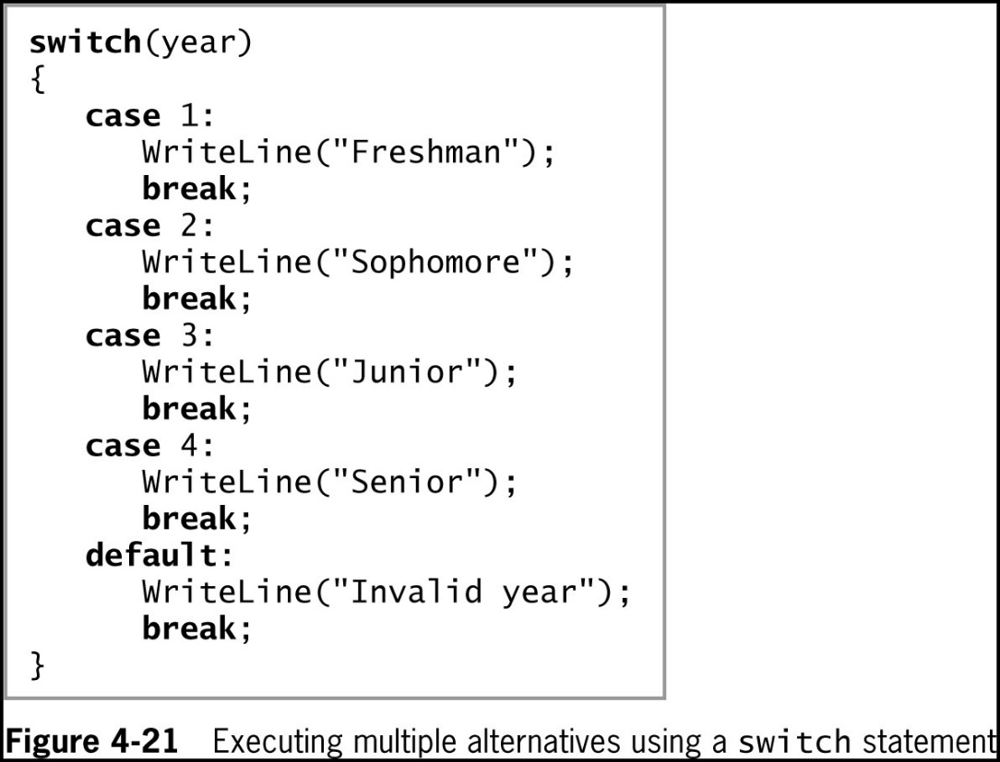 switch(year)
{
   case 1:
      WriteLine("Freshman");
      break;
   case 2:
      WriteLine("Sophomore");
      break;
   case 3:
      WriteLine("Junior");
      break;
   case 4:
      WriteLine("Senior");
      break;
   default:
      WriteLine("Invalid year");
      break;
}
Figure 4-21 Executing multiple alternatives using a switch statement